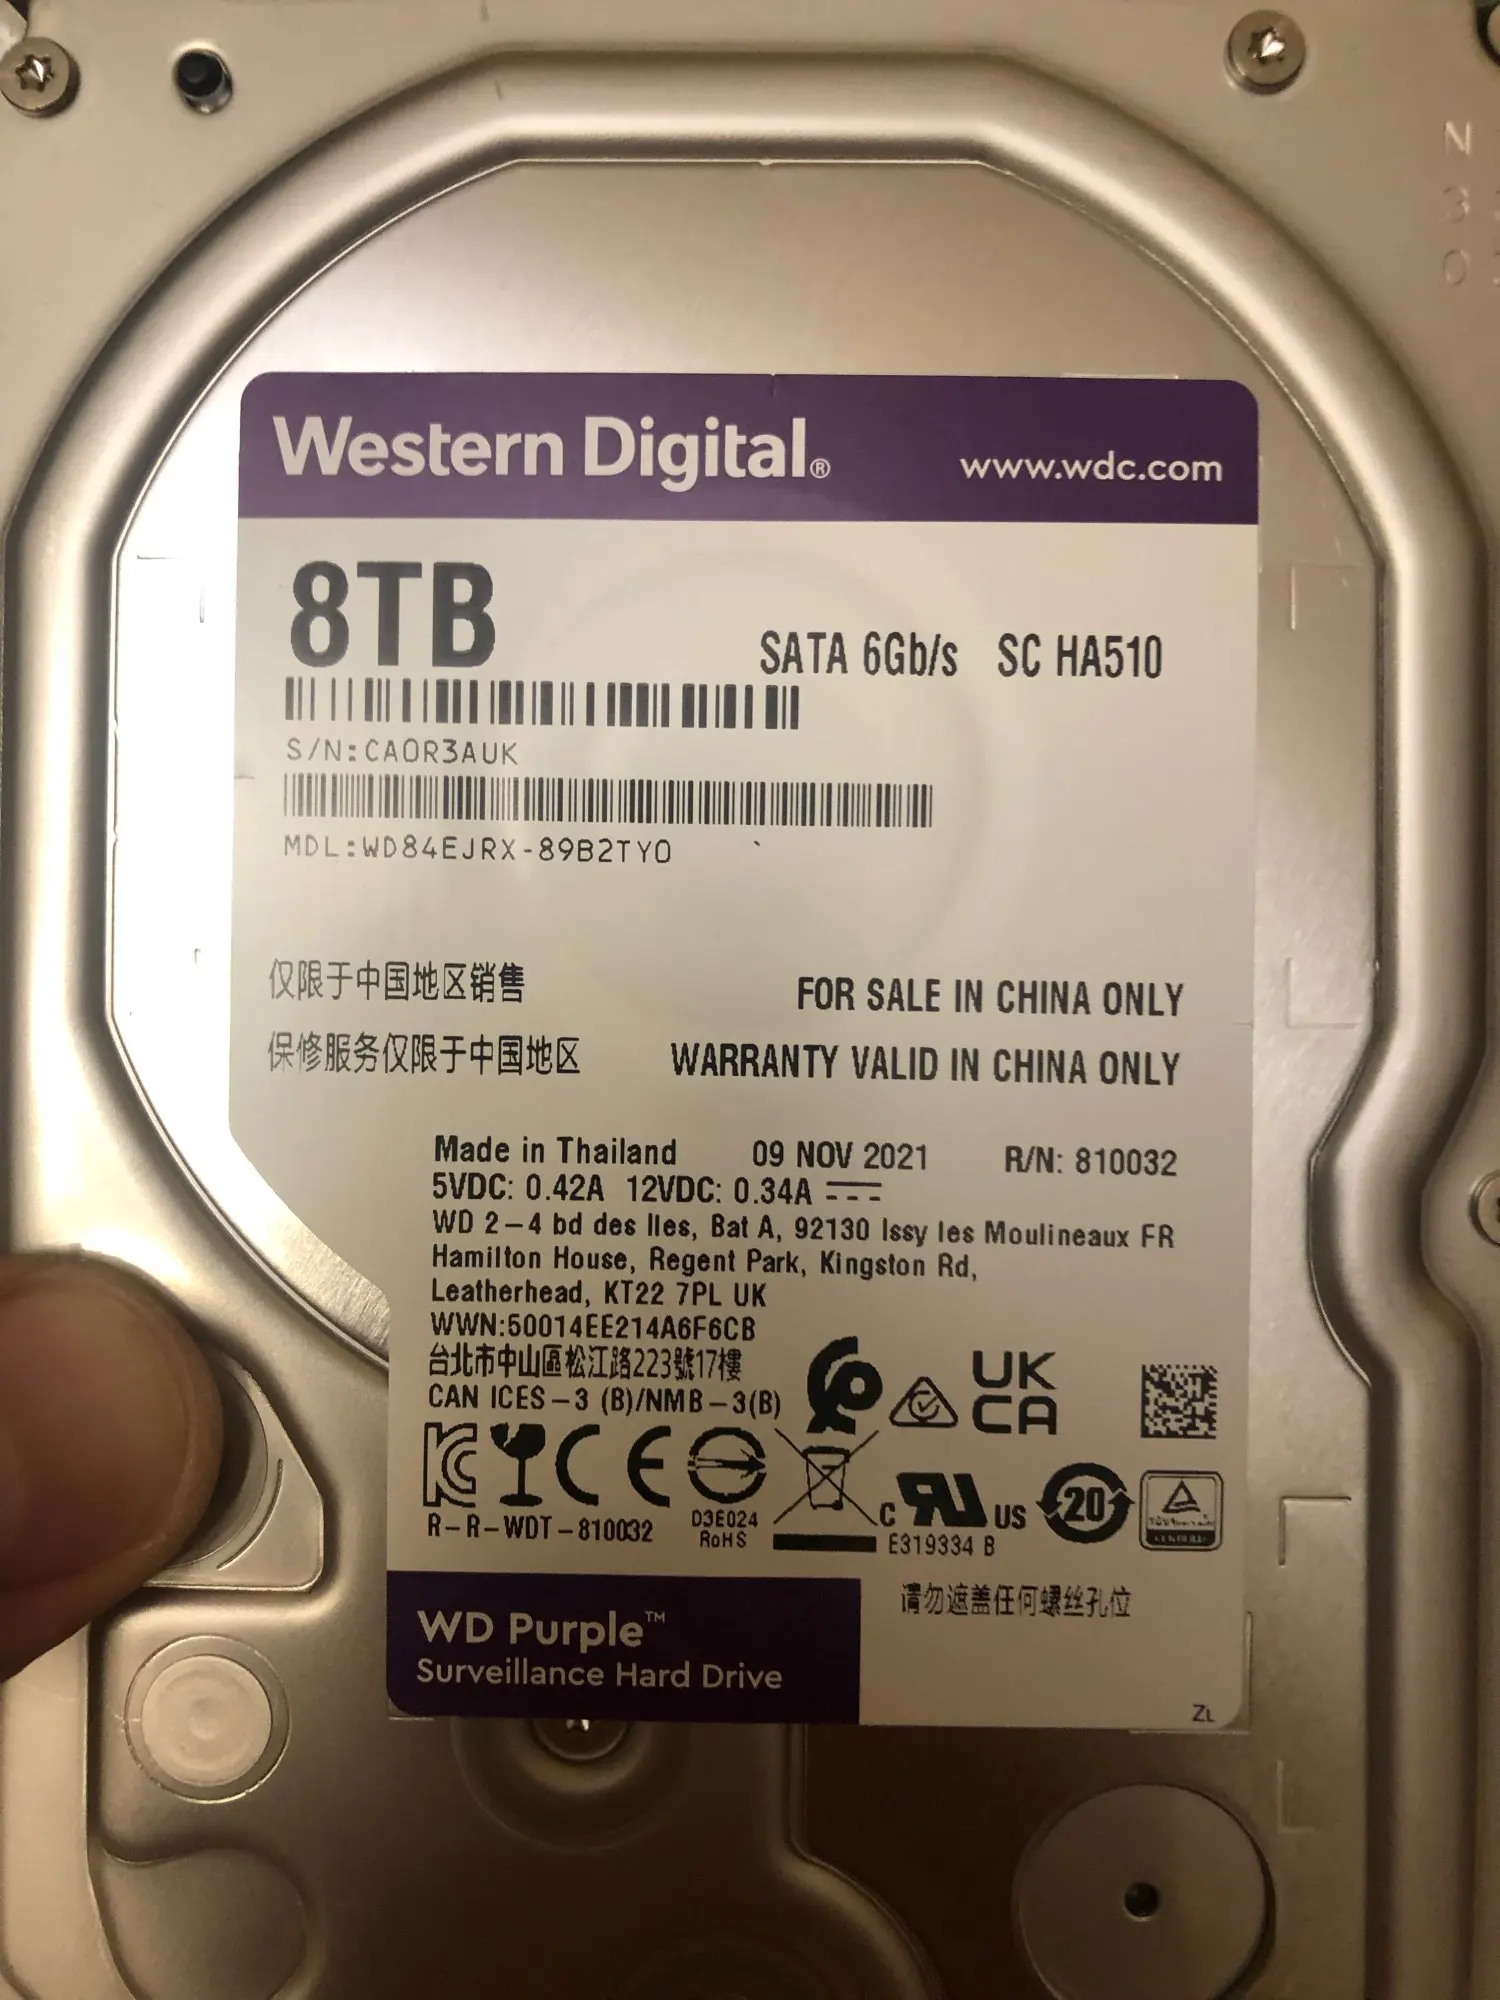 Western Digital®
www.wdc.com
8TB
SATA 6Gb/s SC HA510
S/N:CA0R3AUK
MDL:WD84EJRX-89B2TY0
仅限于中国地区销售 FOR SALE IN CHINA ONLY
保修服务仅限于中国地区 WARRANTY VALID IN CHINA ONLY
Made in Thailand 09 NOV 2021 R/N: 810032
5VDC: 0.42A 12VDC: 0.34A
WD 2-4 bd des Iles, Bat A, 92130 Issy les Moulineaux FR
Hamilton House, Regent Park, Kingston Rd,
Leatherhead, KT22 7PL UK
WWN:50014EE214A6F6CB
台北市中山區松江路223號17樓
CAN ICES-3 (B)/NMB-3(B)
UK
CA
CE
R-R-WDT-810032
D3E024
RoHS
C US
E319334 B
20
请勿遮盖任何螺丝孔位
WD Purple™
Surveillance Hard Drive
ZL
N
3
0